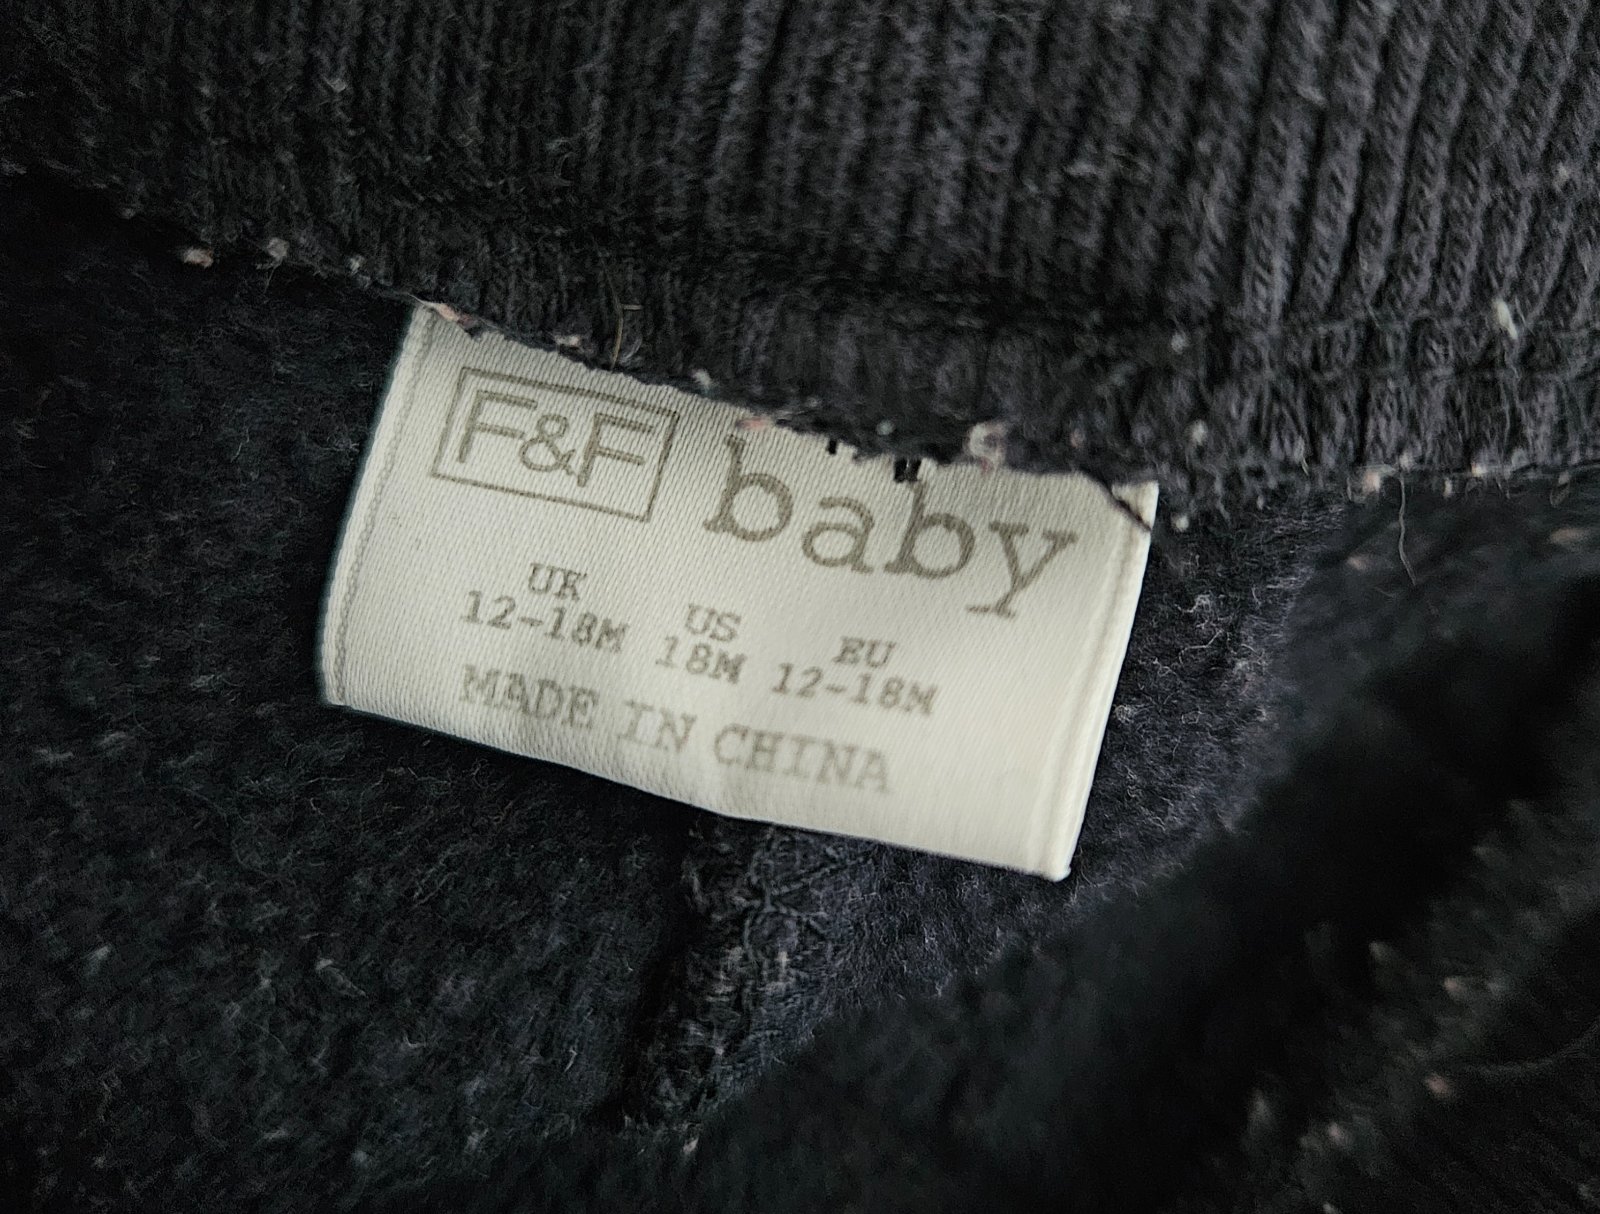 F&F baby
UK US EU
12-18M 18M 12-18M
MADE IN CHINA